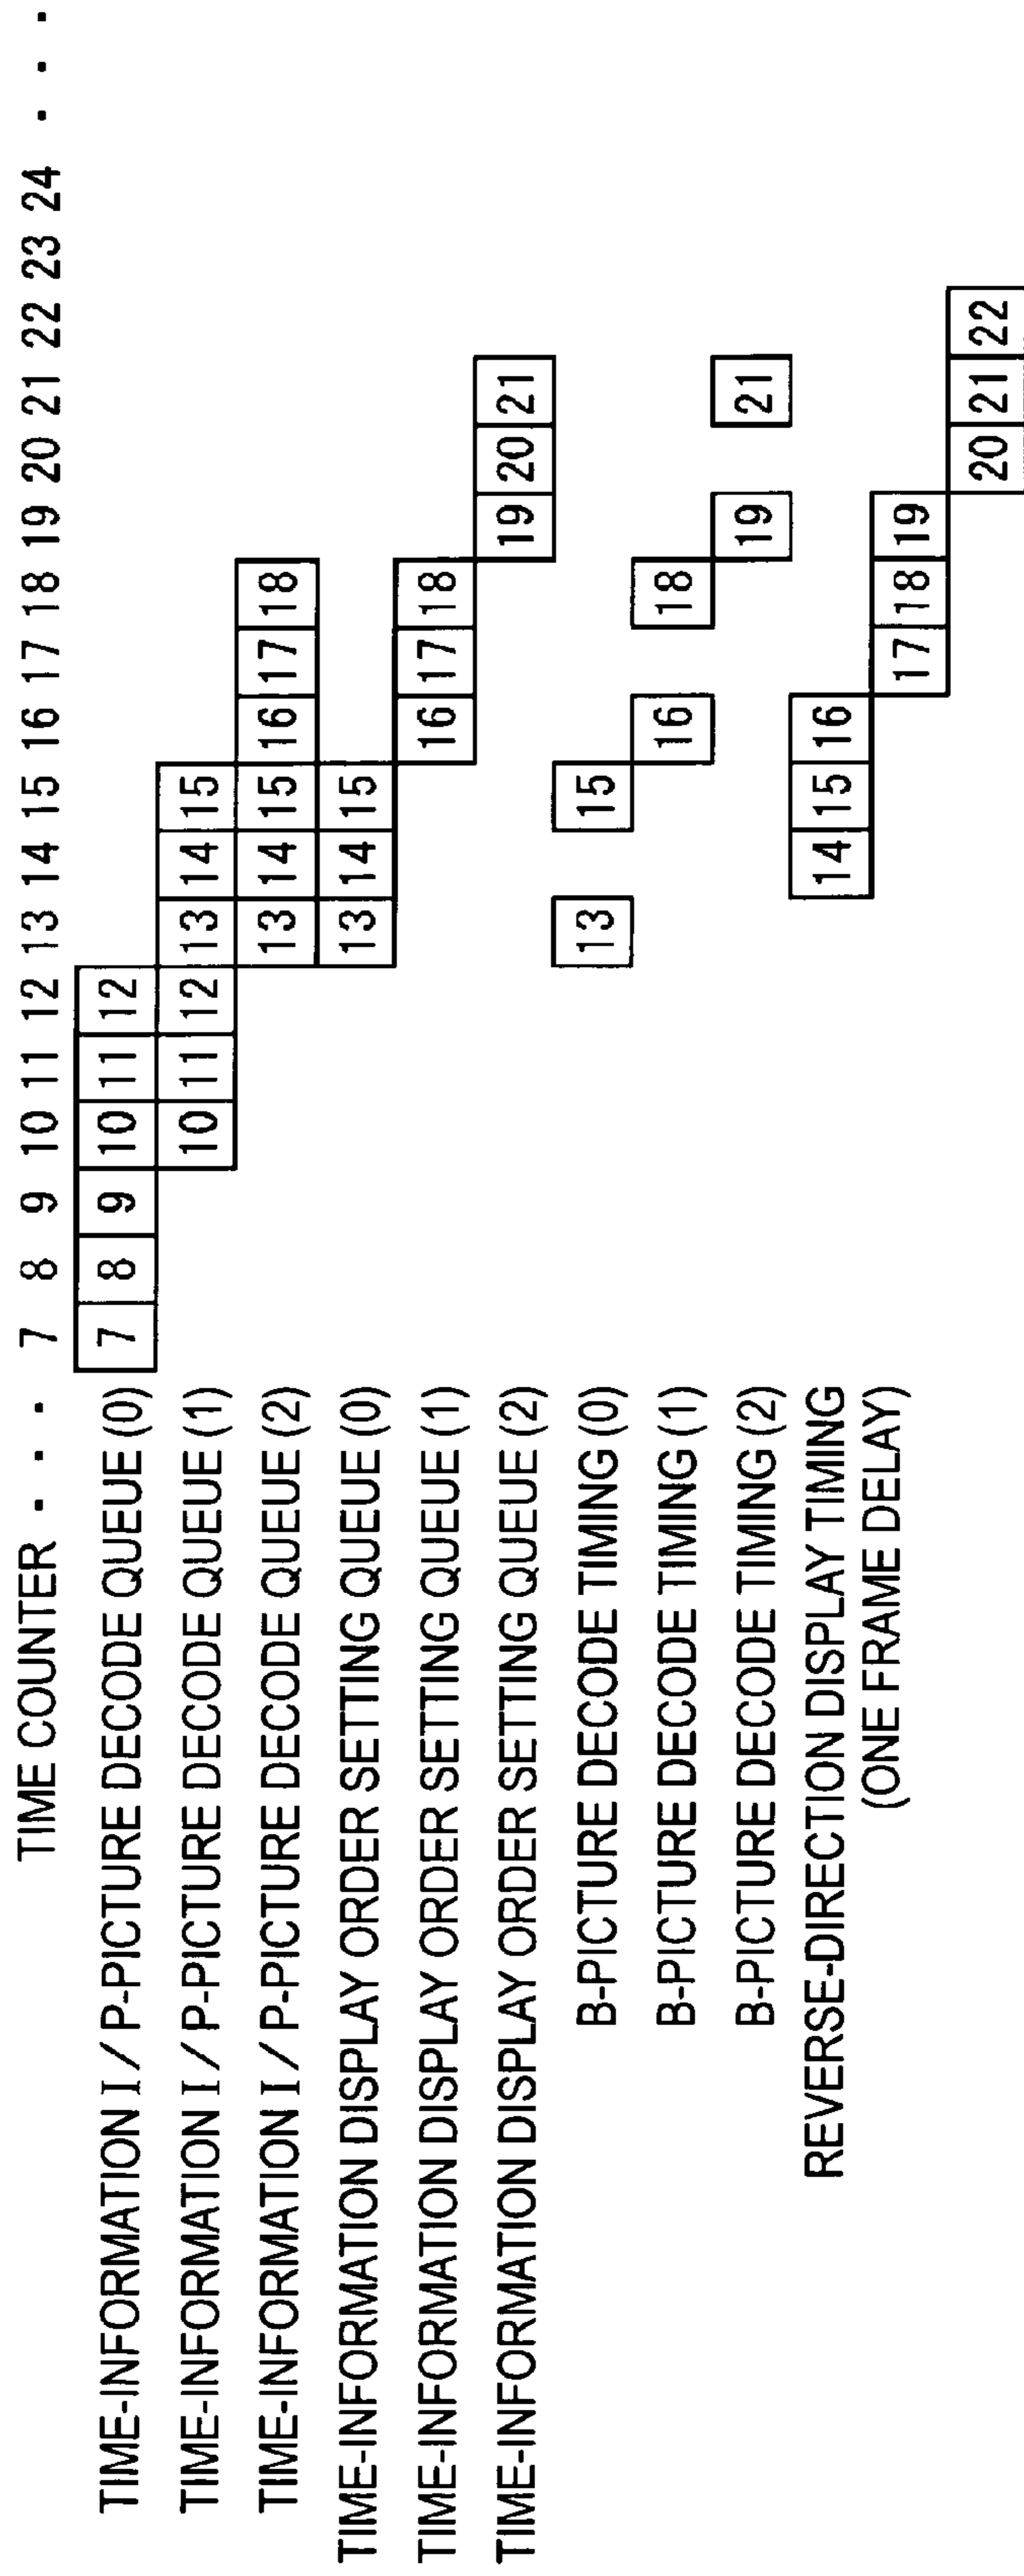 TIME COUNTER . . . 7 8 9 10 11 12 13 14 15 16 17 18 19 20 21 22 23 24 . . .
TIME-INFORMATION I / P-PICTURE DECODE QUEUE (0) 7 8 9 10 11 12
TIME-INFORMATION I / P-PICTURE DECODE QUEUE (1) 10 11 12 13 14 15
TIME-INFORMATION I / P-PICTURE DECODE QUEUE (2) 13 14 15 16 17 18
TIME-INFORMATION DISPLAY ORDER SETTING QUEUE (0) 13 14 15
TIME-INFORMATION DISPLAY ORDER SETTING QUEUE (1) 16 17 18
TIME-INFORMATION DISPLAY ORDER SETTING QUEUE (2) 19 20 21
B-PICTURE DECODE TIMING (0) 13 15
B-PICTURE DECODE TIMING (1) 16 18
B-PICTURE DECODE TIMING (2) 19 21
REVERSE-DIRECTION DISPLAY TIMING 14 15 16
(ONE FRAME DELAY) 17 18 19
20 21 22